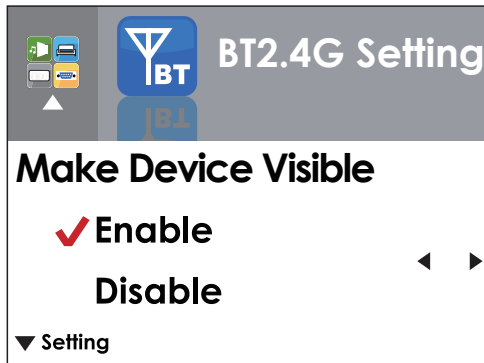 BT
BT2.4G Setting
Make Device Visible
Enable
Disable
Setting